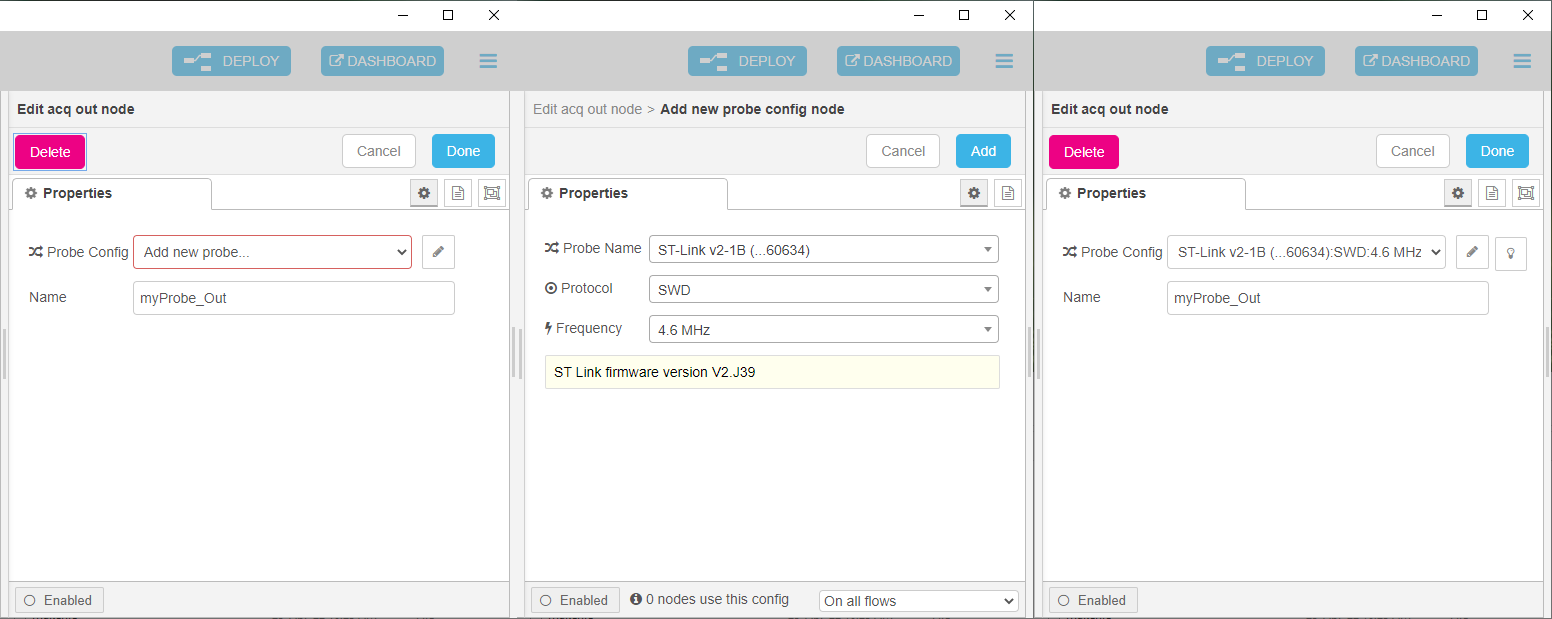 DEPLOY DASHBOARD
Edit acq out node
Delete Cancel Done
Properties
Probe Config Add new probe...
Name myProbe_Out
Enabled
DEPLOY DASHBOARD
Edit acq out node > Add new probe config node
Cancel Add
Properties
Probe Name ST-Link v2-1B (...60634)
Protocol SWD
Frequency 4.6 MHz
ST Link firmware version V2.J39
Enabled 0 nodes use this config On all flows
DEPLOY DASHBOARD
Edit acq out node
Delete Cancel Done
Properties
Probe Config ST-Link v2-1B (...60634):SWD:4.6 MHz
Name myProbe_Out
Enabled